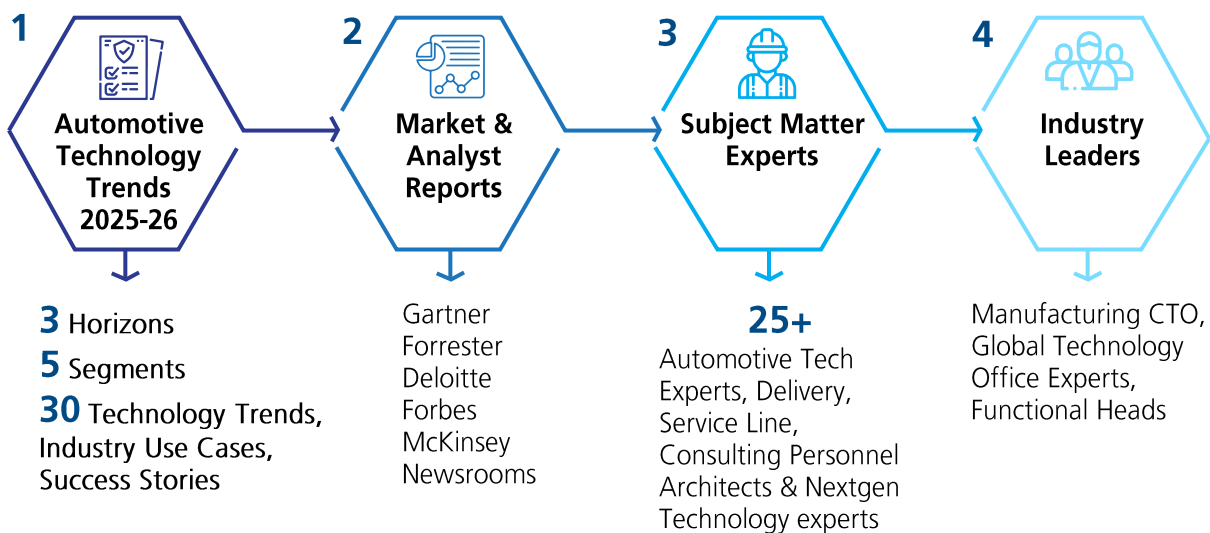 1
Automotive
Technology
Trends
2025-26
3 Horizons
5 Segments
30 Technology Trends,
Industry Use Cases,
Success Stories
2
Market &
Analyst
Reports
Gartner
Forrester
Deloitte
Forbes
McKinsey
Newsrooms
3
Subject Matter
Experts
25+
Automotive Tech
Experts, Delivery,
Service Line,
Consulting Personnel
Architects & Nextgen
Technology experts
4
Industry
Leaders
Manufacturing CTO,
Global Technology
Office Experts,
Functional Heads